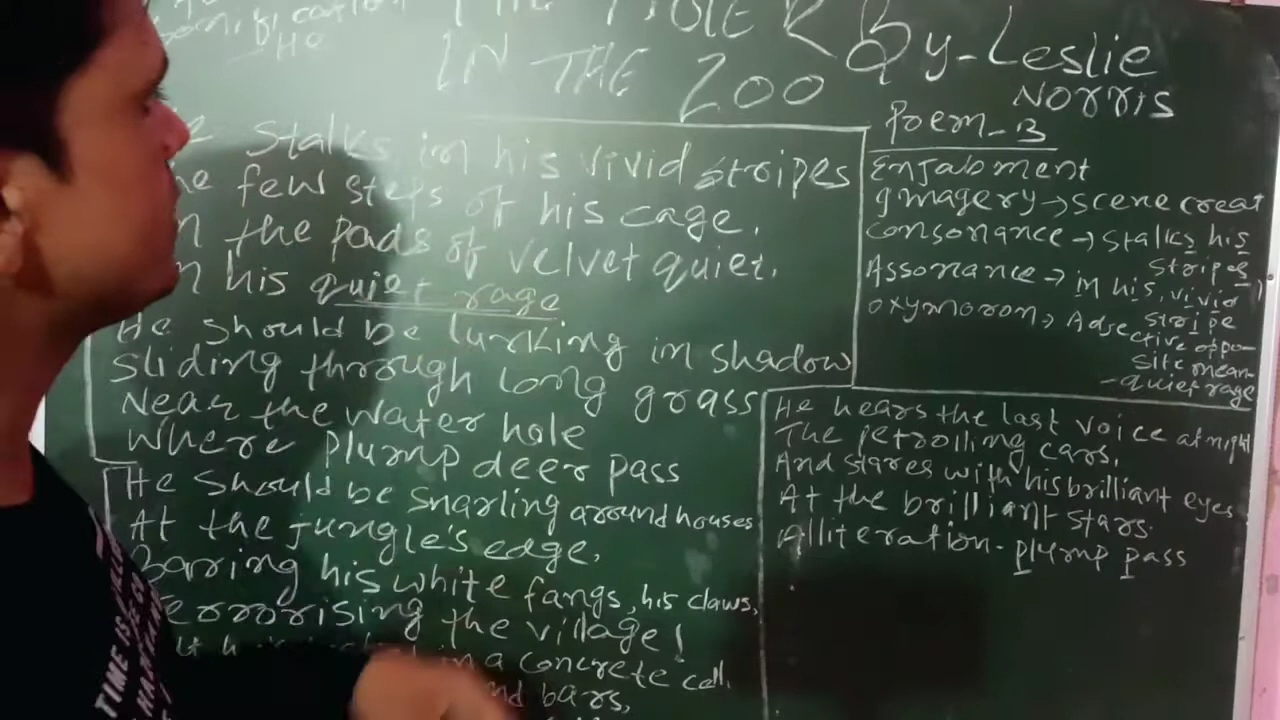 THE TIGER By-Leslie
IN THE ZOO NORRIS
He
Stalks in his vivid stripes
few steps of his cage.
the pads of velvet quiet.
his quiet rage
He should be lurking in shadow
Sliding through long grass
Near the water hole
Where plump deer pass
He should be snarling around houses
At the jungle's edge,
Baring his white fangs, his claws,
Terrorising the village!
in a concrete cell.
bars,
Poem-3
Enjabment
Imagery→scene creat
consonance→stalks his
stripes
Assonance→in his, vivid
stripe
oxymoron→Adjective oppo-
site mean-
-quiet rage
He hears the last voice at night
The petrolling cars,
And stares with his brilliant eyes
At the brilliant stars.
Alliteration-plump pass
TIME IS